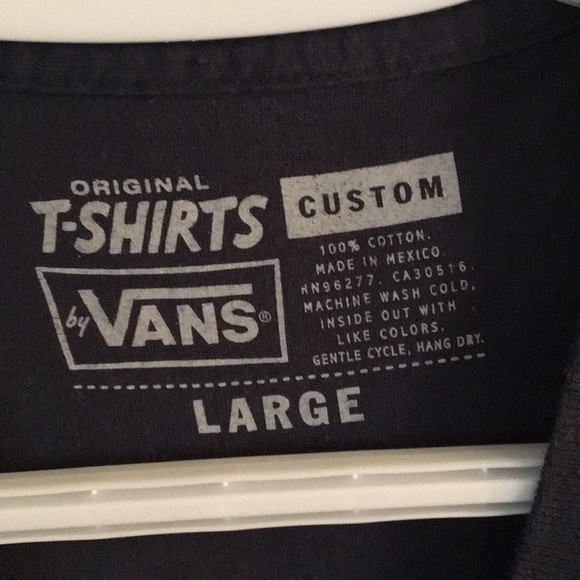 ORIGINAL
T-SHIRTS
by VANS®
CUSTOM
100% COTTON.
MADE IN MEXICO.
RN96277. CA30516.
MACHINE WASH COLD,
INSIDE OUT WITH
LIKE COLORS.
GENTLE CYCLE, HANG DRY.
LARGE